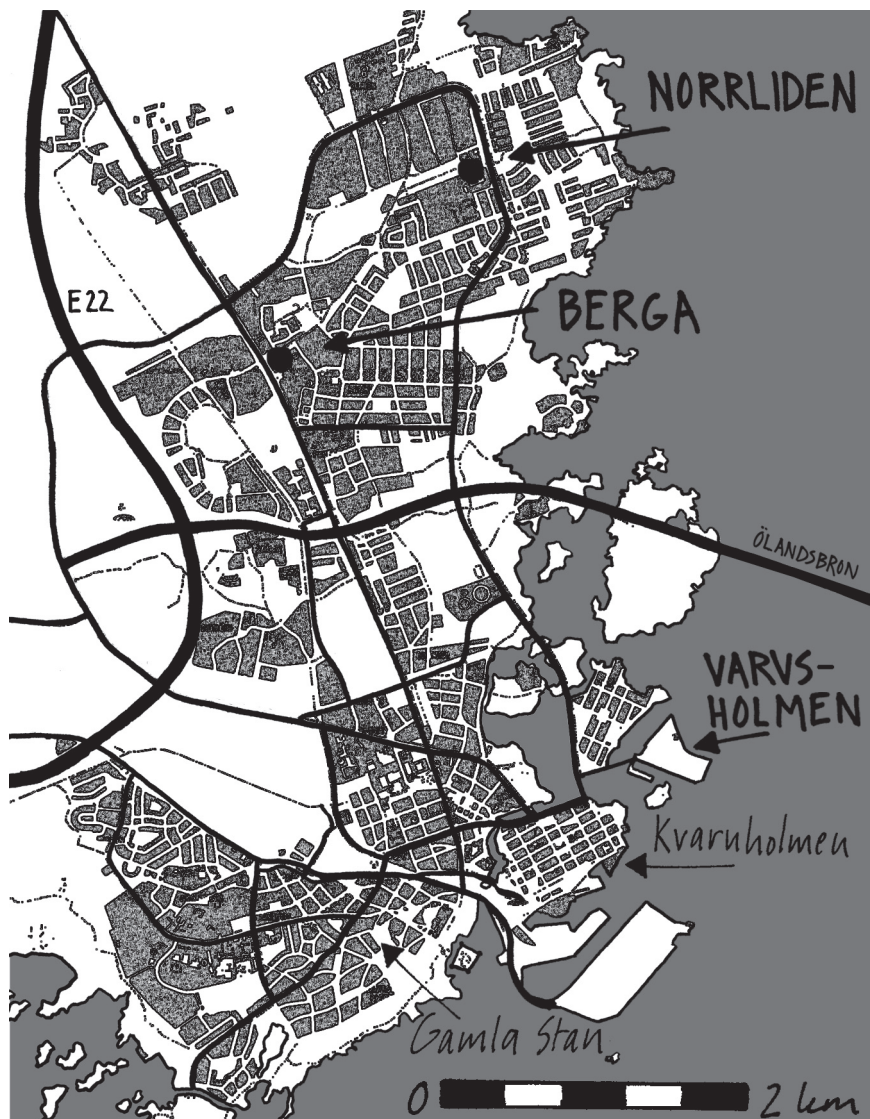 NORRLIDEN
E22
BERGA
ÖLANDSBRON
VARVS-
HOLMEN
Kvarnholmen
Gamla Stan
0 2 km